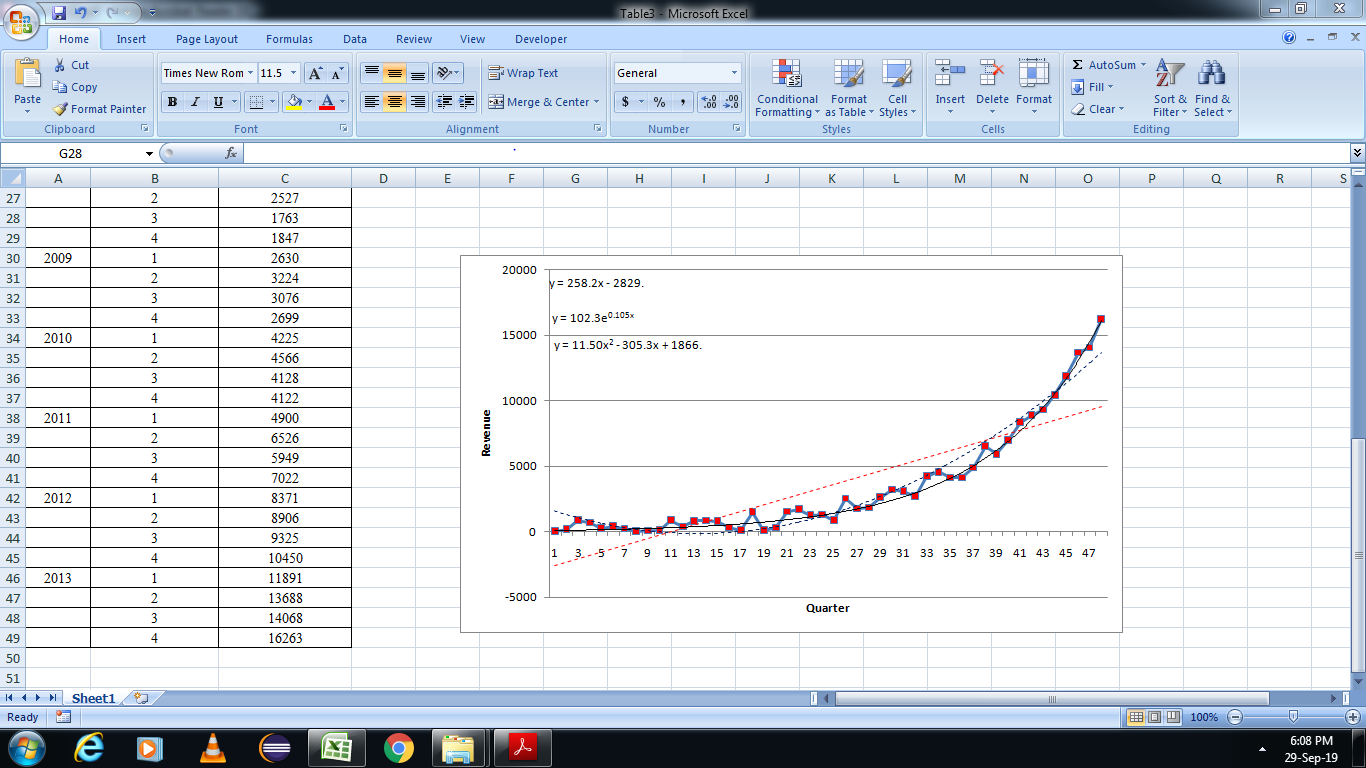 Table3 - Microsoft Excel
Home Insert Page Layout Formulas Data Review View Developer
Cut
Copy
Format Painter
Paste
Clipboard
Times New Rom 11.5
B I U
Font
Wrap Text
Merge & Center
Alignment
General
$ % ,
Number
Conditional Formatting
Format as Table
Cell Styles
Styles
Insert Delete Format
Cells
Σ AutoSum
Fill
Clear
Sort & Filter
Find & Select
Editing
G28 fx
A B C D E F G H I J K L M N O P Q R S
27 2 2527
28 3 1763
29 4 1847
30 2009 1 2630
31 2 3224
32 3 3076
33 4 2699
34 2010 1 4225
35 2 4566
36 3 4128
37 4 4122
38 2011 1 4900
39 2 6526
40 3 5949
41 4 7022
42 2012 1 8371
43 2 8906
44 3 9325
45 4 10450
46 2013 1 11891
47 2 13688
48 3 14068
49 4 16263
50
51
20000
15000
10000
5000
0
-5000
Revenue
y = 258.2x - 2829.
y = 102.3e0.105x
y = 11.50x2 - 305.3x + 1866.
1 3 5 7 9 11 13 15 17 19 21 23 25 27 29 31 33 35 37 39 41 43 45 47
Quarter
Sheet1
Ready
100%
6:08 PM
29-Sep-19